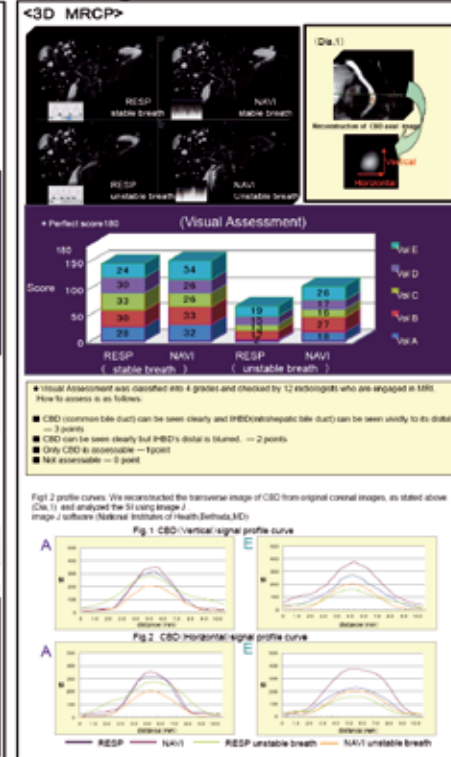 <3D MRCP>
RESP
stable breath
NAVI
stable breath
RESP
unstable breath
NAVI
unstable breath
(Dia.1)
Reconstruction of CBD axial image
Vertical
Horizontal
* Perfect score180
(Visual Assessment)
180
150
100
50
0
Score
24
30
33
30
28
34
26
26
33
32
19
26
17
16
27
18
Vol E
Vol D
Vol C
Vol B
Vol A
RESP NAVI RESP NAVI
( stable breath ) ( unstable breath )
Visual Assessment was classified into 4 grades and checked by 12 radiologists who are engaged in MRI.
How to assess is as follows:
■ CBD (common bile duct) can be seen clearly and IHBD(intrahepatic bile duct) can be seen vividly to its distal
— 3 points
■ CBD can be seen clearly but IHBD's distal is blurred. — 2 points
■ Only CBD is assessable — 1point
■ Not assessable — 0 point
Fig1.2 profile curves: We reconstructed the transverse image of CBD from original coronal images, as stated above
(Dia.1) and analyzed the SI using image J
image J software (National Institutes of Health,Bethesda,MD)
Fig.1 CBD(Vertical) signal profile curve
A
E
distance (mm)
distance (mm)
Fig.2 CBD (Horizontal) signal profile curve
A
E
distance (mm)
distance (mm)
RESP NAVI RESP unstable breath NAVI unstable breath